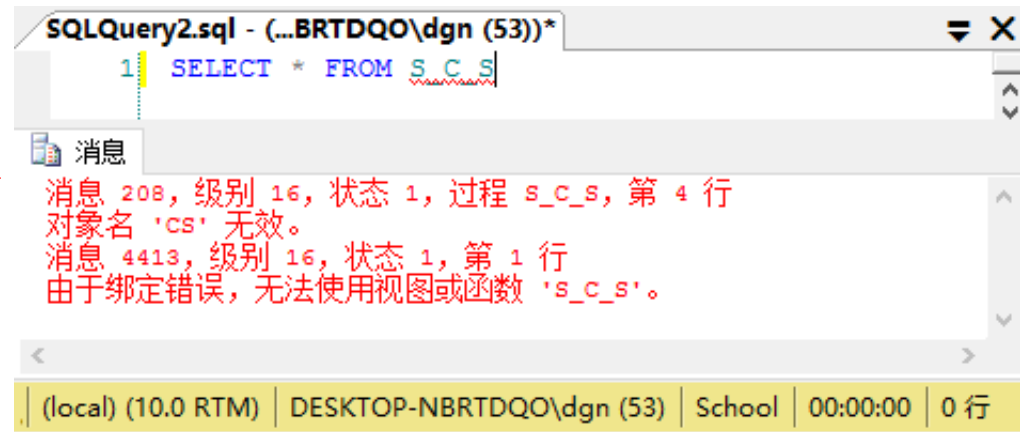 SQLQuery2.sql - (...BRTDQO\dgn (53))*
1 SELECT * FROM S_C_S
消息
消息 208，级别 16，状态 1，过程 S_C_S，第 4 行
对象名 'CS' 无效。
消息 4413，级别 16，状态 1，第 1 行
由于绑定错误，无法使用视图或函数 'S_C_S'。
(local) (10.0 RTM) DESKTOP-NBRTDQO\dgn (53) School 00:00:00 0 行